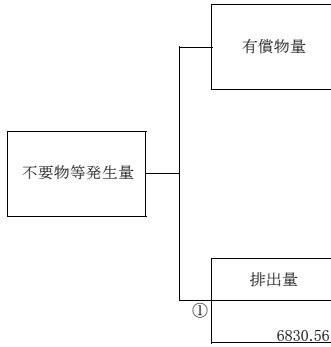 有償物量
不要物等発生量
排出量
①
6830.56